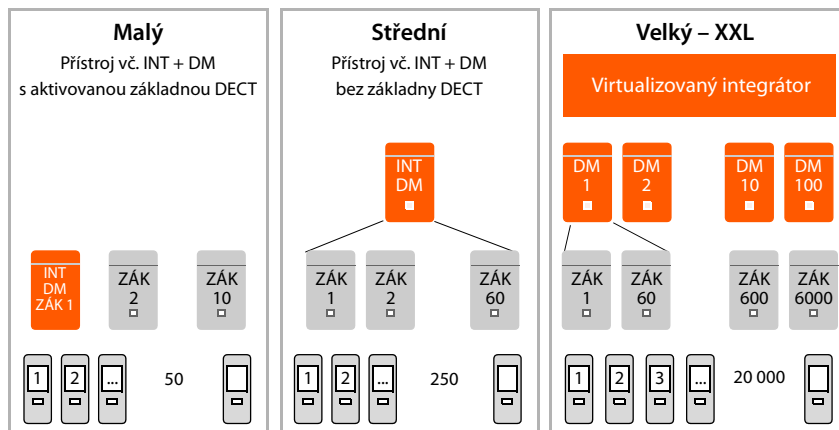 Malý
Přístroj vč. INT + DM
s aktivovanou základnou DECT
INT
DM
ZÁK 1
ZÁK
2
ZÁK
10
1
2
...
50
Střední
Přístroj vč. INT + DM
bez základny DECT
INT
DM
ZÁK
1
ZÁK
2
ZÁK
60
1
2
...
250
Velký – XXL
Virtualizovaný integrátor
DM
1
DM
2
DM
10
DM
100
ZÁK
1
ZÁK
60
ZÁK
600
ZÁK
6000
1
2
3
...
20 000